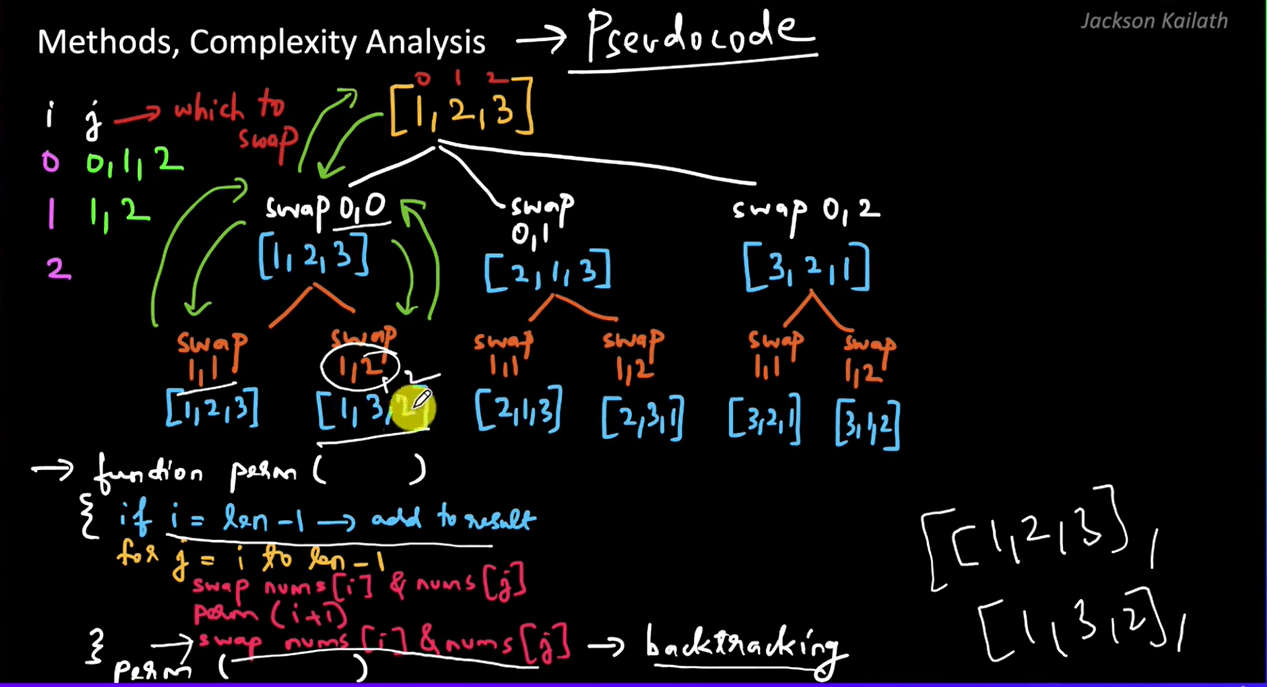 Jackson Kailath
Methods, Complexity Analysis → Pseudocode
0 1 2
[1, 2, 3]
i j → which to swap
0 0, 1, 2
1 1, 2
2
swap 0,0
[1, 2, 3]
swap 0,1
[2, 1, 3]
swap 0, 2
[3, 2, 1]
swap 1,1
[1, 2, 3]
swap 1,2
1 2
[1, 3, 2]
swap 1,1
[2, 1, 3]
swap 1,2
[2, 3, 1]
swap 1,1
[3, 2, 1]
swap 1,2
[3, 1, 2]
→ function perm ( )
{ if i = len -1 → add to result
for j = i to len -1
swap nums [i] & nums [j]
perm (i+1)
→ swap nums [i] & nums [j] → backtracking
}
perm ( )
[[1, 2, 3],
[1, 3, 2],